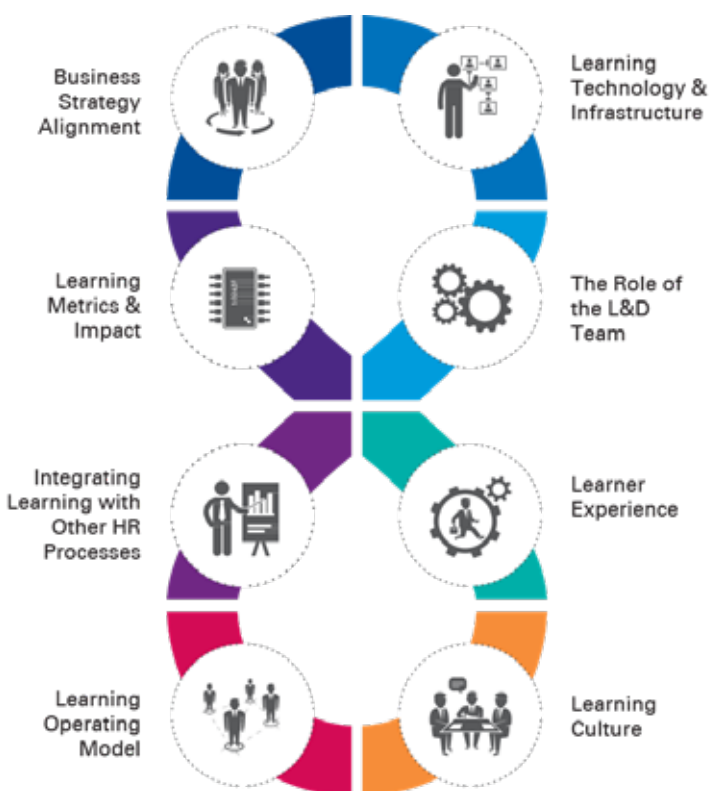 Business
Strategy
Alignment
Learning
Technology &
Infrastructure
Learning
Metrics &
Impact
The Role of
the L&D
Team
Integrating
Learning with
Other HR
Processes
Learner
Experience
Learning
Operating
Model
Learning
Culture